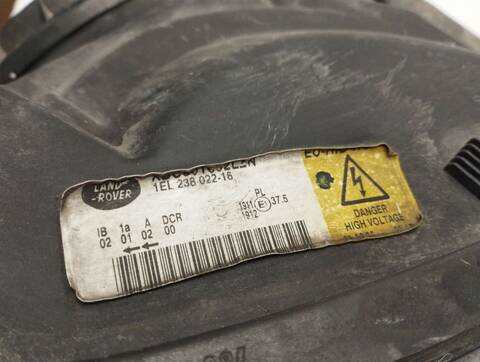 LAND
-ROVER
1EL 238 022-16
IB 1a A DCR
02 01 02 00
PL
1911 E 37.5
1912
DANGER
HIGH VOLTAGE